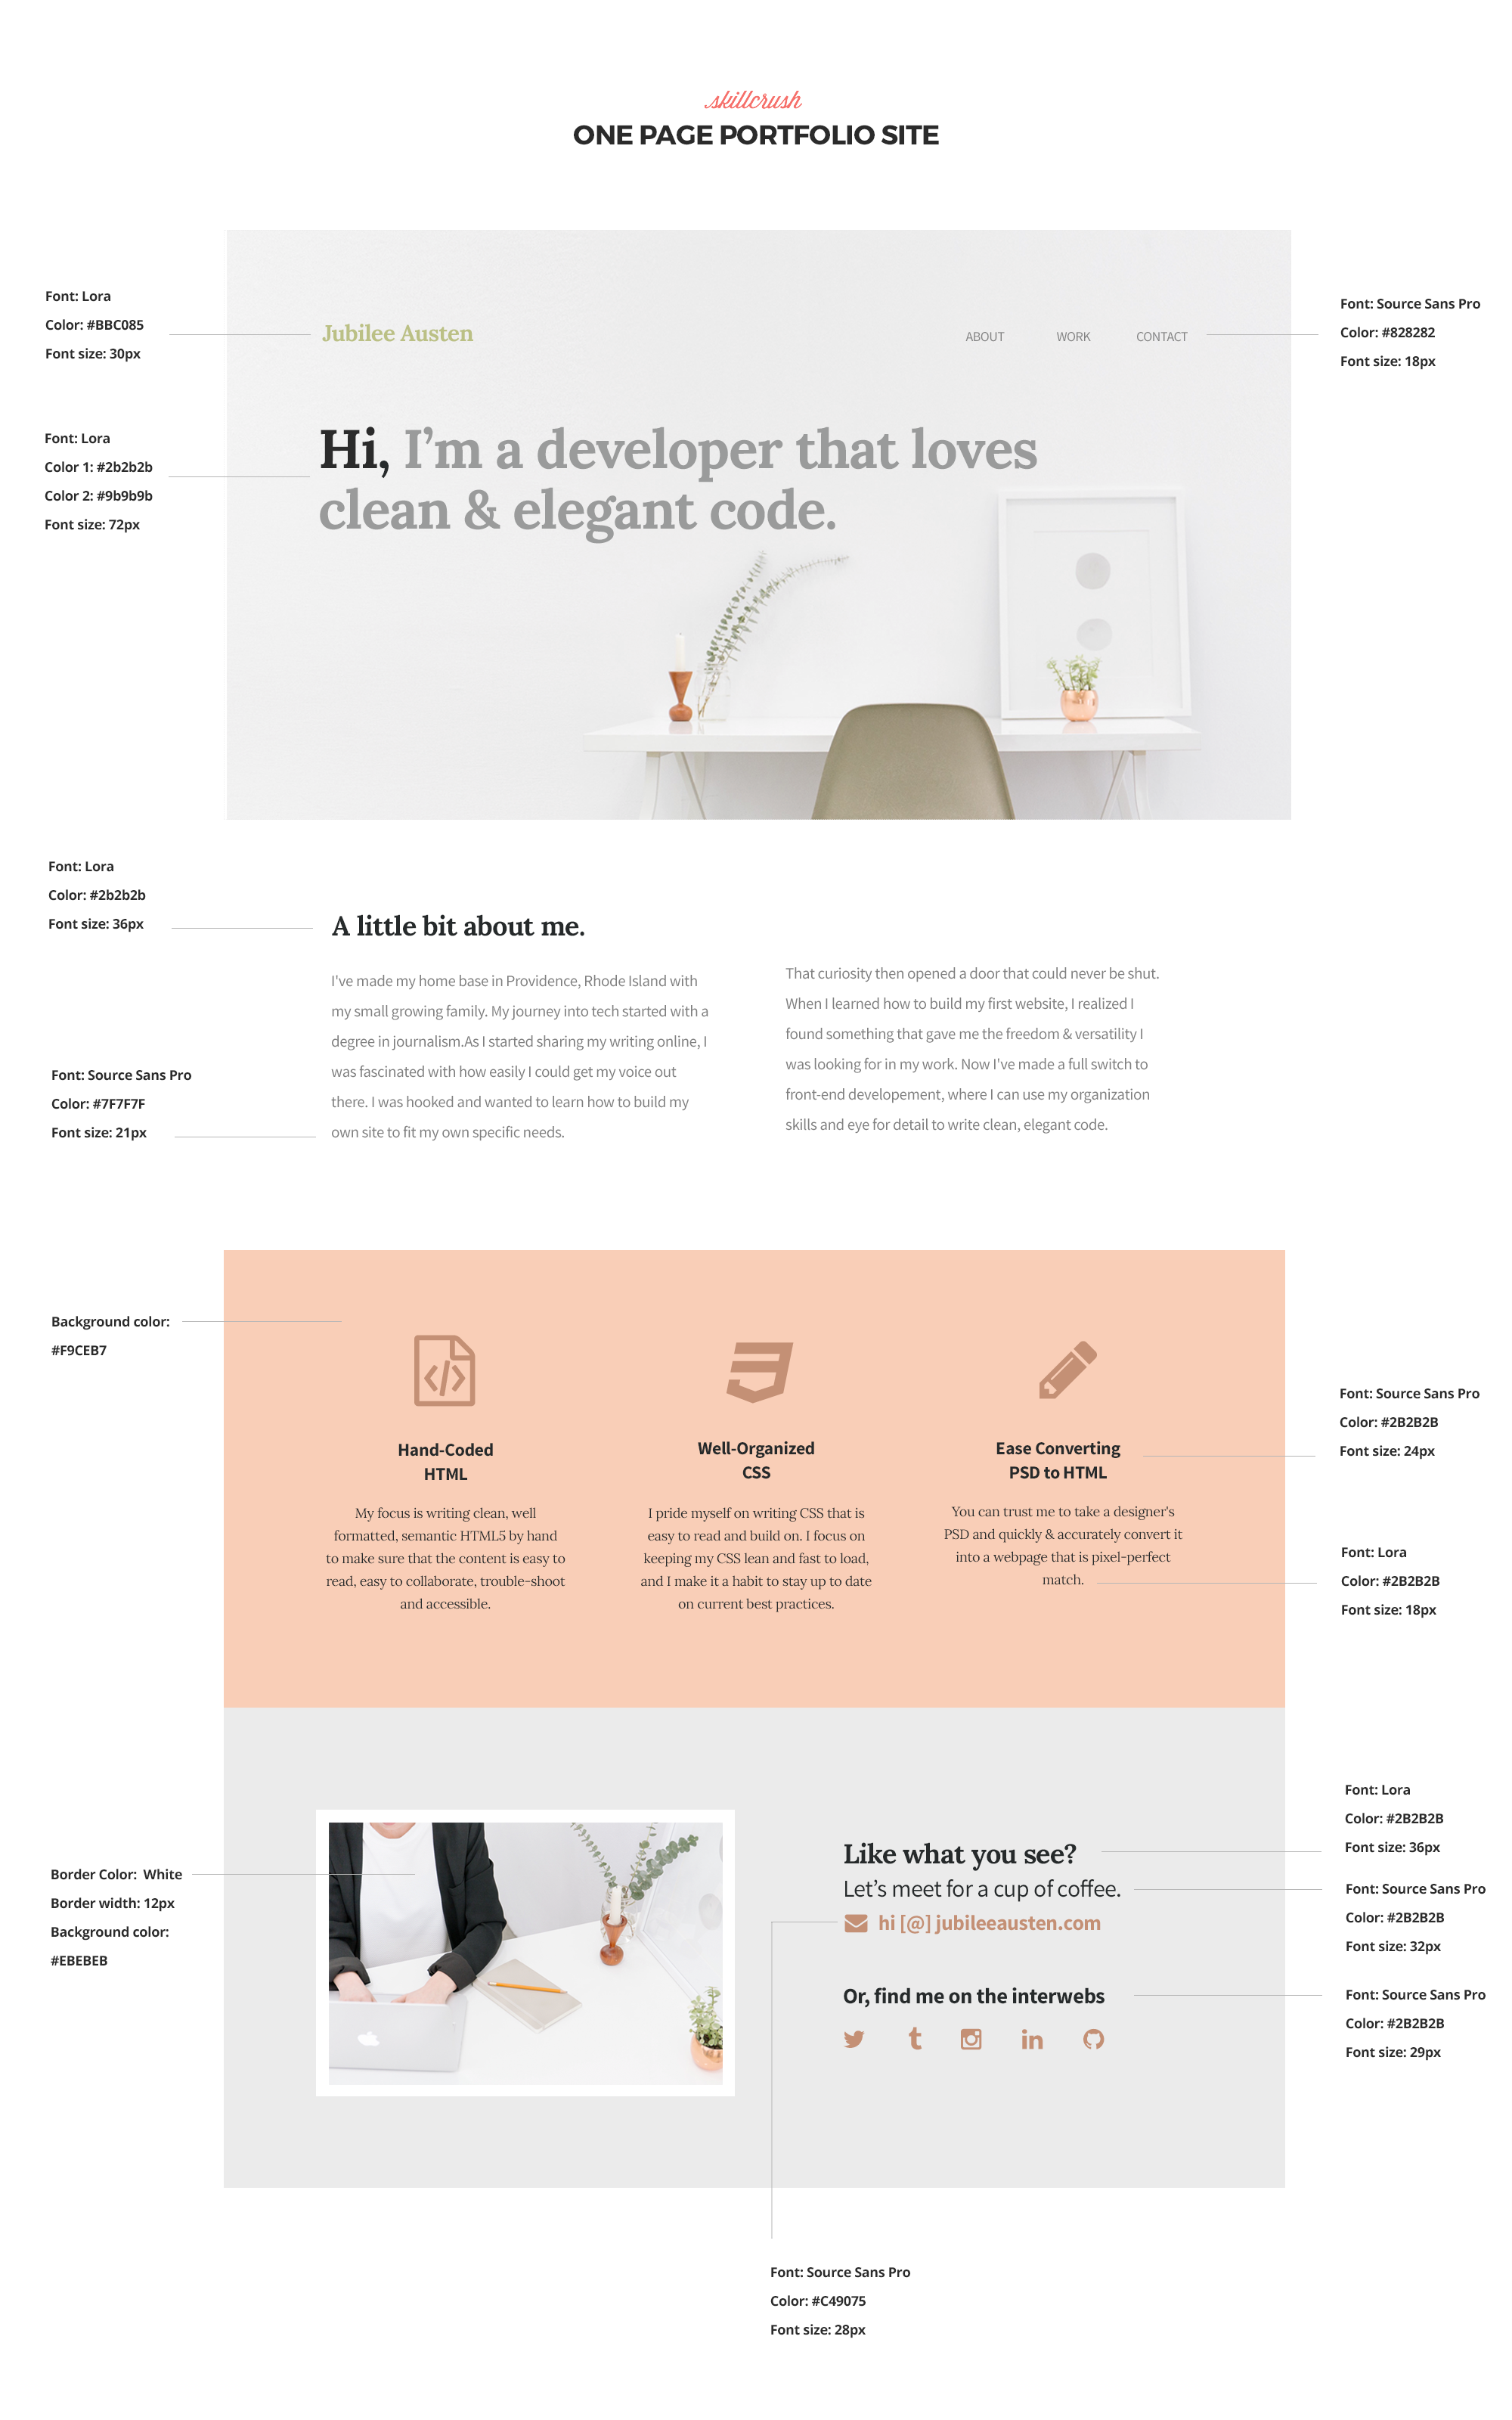 skillcrush
ONE PAGE PORTFOLIO SITE
Font: Lora
Color: #BBC085
Font size: 30px
Jubilee Austen
ABOUT WORK CONTACT
Font: Source Sans Pro
Color: #828282
Font size: 18px
Font: Lora
Color 1: #2b2b2b
Color 2: #9b9b9b
Font size: 72px
Hi, I’m a developer that loves
clean & elegant code.
Font: Lora
Color: #2b2b2b
Font size: 36px
A little bit about me.
I've made my home base in Providence, Rhode Island with
my small growing family. My journey into tech started with a
degree in journalism.As I started sharing my writing online, I
was fascinated with how easily I could get my voice out
there. I was hooked and wanted to learn how to build my
own site to fit my own specific needs.
That curiosity then opened a door that could never be shut.
When I learned how to build my first website, I realized I
found something that gave me the freedom & versatility I
was looking for in my work. Now I've made a full switch to
front-end developement, where I can use my organization
skills and eye for detail to write clean, elegant code.
Font: Source Sans Pro
Color: #7F7F7F
Font size: 21px
Background color:
#F9CEB7
Hand-Coded
HTML
My focus is writing clean, well
formatted, semantic HTML5 by hand
to make sure that the content is easy to
read, easy to collaborate, trouble-shoot
and accessible.
Well-Organized
CSS
I pride myself on writing CSS that is
easy to read and build on. I focus on
keeping my CSS lean and fast to load,
and I make it a habit to stay up to date
on current best practices.
Ease Converting
PSD to HTML
You can trust me to take a designer's
PSD and quickly & accurately convert it
into a webpage that is pixel-perfect
match.
Font: Source Sans Pro
Color: #2B2B2B
Font size: 24px
Font: Lora
Color: #2B2B2B
Font size: 18px
Border Color:  White
Border width: 12px
Background color:
#EBEBEB
Like what you see?
Let’s meet for a cup of coffee.
hi [@] jubileeausten.com
Or, find me on the interwebs
Font: Lora
Color: #2B2B2B
Font size: 36px
Font: Source Sans Pro
Color: #2B2B2B
Font size: 32px
Font: Source Sans Pro
Color: #2B2B2B
Font size: 29px
Font: Source Sans Pro
Color: #C49075
Font size: 28px